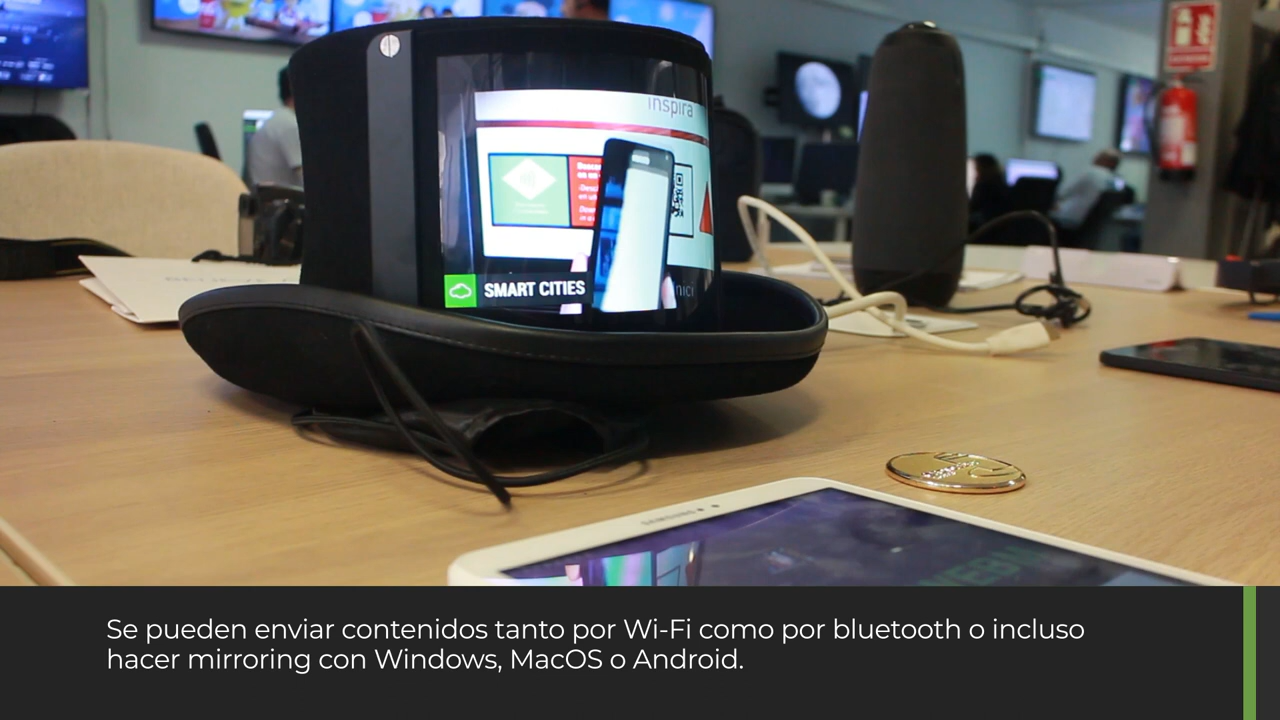 inspira
SMART CITIES
SAMSUNG
Se pueden enviar contenidos tanto por Wi-Fi como por bluetooth o incluso
hacer mirroring con Windows, MacOS o Android.